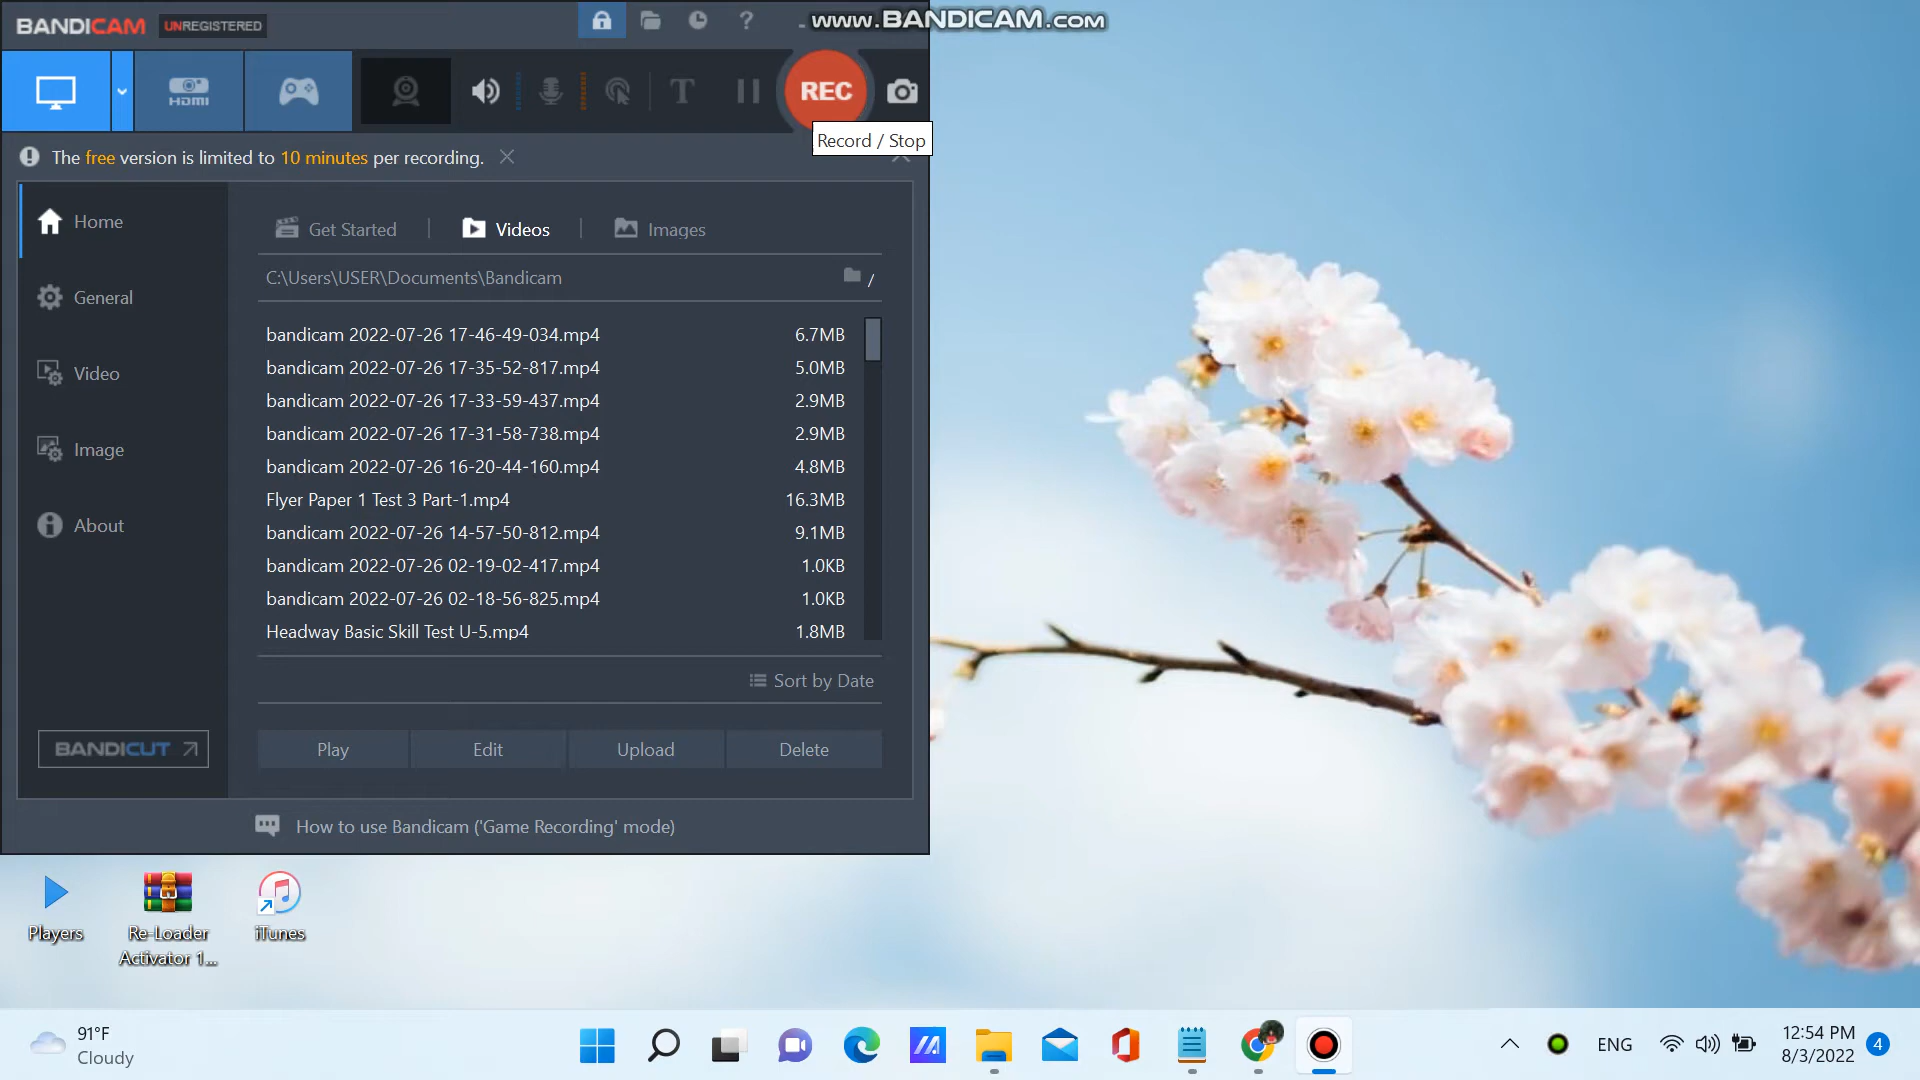 BANDICAM UNREGISTERED
www.BANDICAM.com
HDMI
T
REC
Record / Stop
The free version is limited to 10 minutes per recording.
Home
General
Video
Image
About
BANDICUT
Get Started
Videos
Images
C:\Users\USER\Documents\Bandicam
/
bandicam 2022-07-26 17-46-49-034.mp4 6.7MB
bandicam 2022-07-26 17-35-52-817.mp4 5.0MB
bandicam 2022-07-26 17-33-59-437.mp4 2.9MB
bandicam 2022-07-26 17-31-58-738.mp4 2.9MB
bandicam 2022-07-26 16-20-44-160.mp4 4.8MB
Flyer Paper 1 Test 3 Part-1.mp4 16.3MB
bandicam 2022-07-26 14-57-50-812.mp4 9.1MB
bandicam 2022-07-26 02-19-02-417.mp4 1.0KB
bandicam 2022-07-26 02-18-56-825.mp4 1.0KB
Headway Basic Skill Test U-5.mp4 1.8MB
Sort by Date
Play Edit Upload Delete
How to use Bandicam ('Game Recording' mode)
Players
Re-Loader
Activator 1...
iTunes
91°F
Cloudy
ENG
12:54 PM
8/3/2022
4